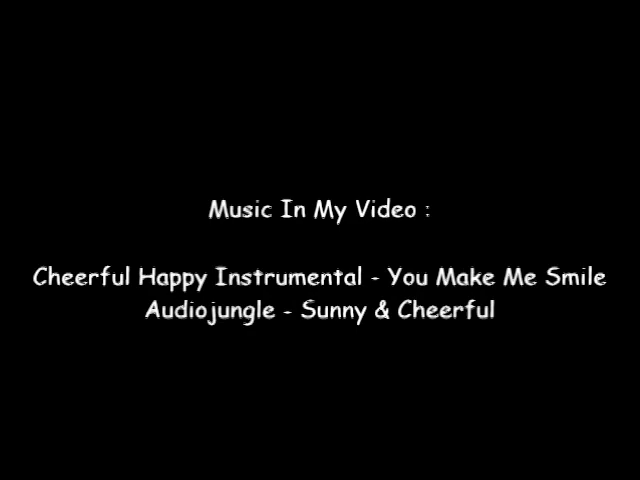 Music In My Video :
Cheerful Happy Instrumental - You Make Me Smile
Audiojungle - Sunny & Cheerful